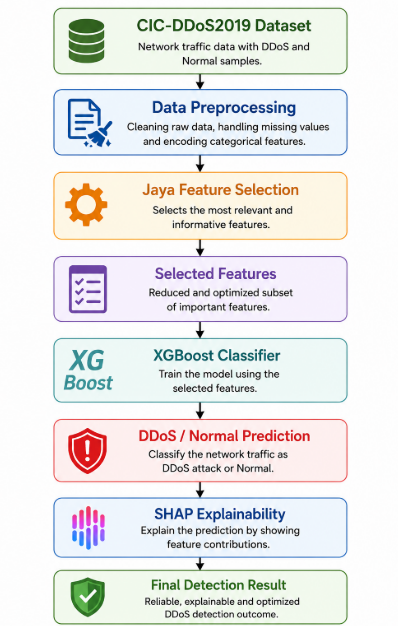 CIC-DDoS2019 Dataset
Network traffic data with DDoS and
Normal samples.
Data Preprocessing
Cleaning raw data, handling missing values
and encoding categorical features.
Jaya Feature Selection
Selects the most relevant and
informative features.
Selected Features
Reduced and optimized subset
of important features.
XG
Boost
XGBoost Classifier
Train the model using the
selected features.
DDoS / Normal Prediction
Classify the network traffic as
DDoS attack or Normal.
SHAP Explainability
Explain the prediction by showing
feature contributions.
Final Detection Result
Reliable, explainable and optimized
DDoS detection outcome.